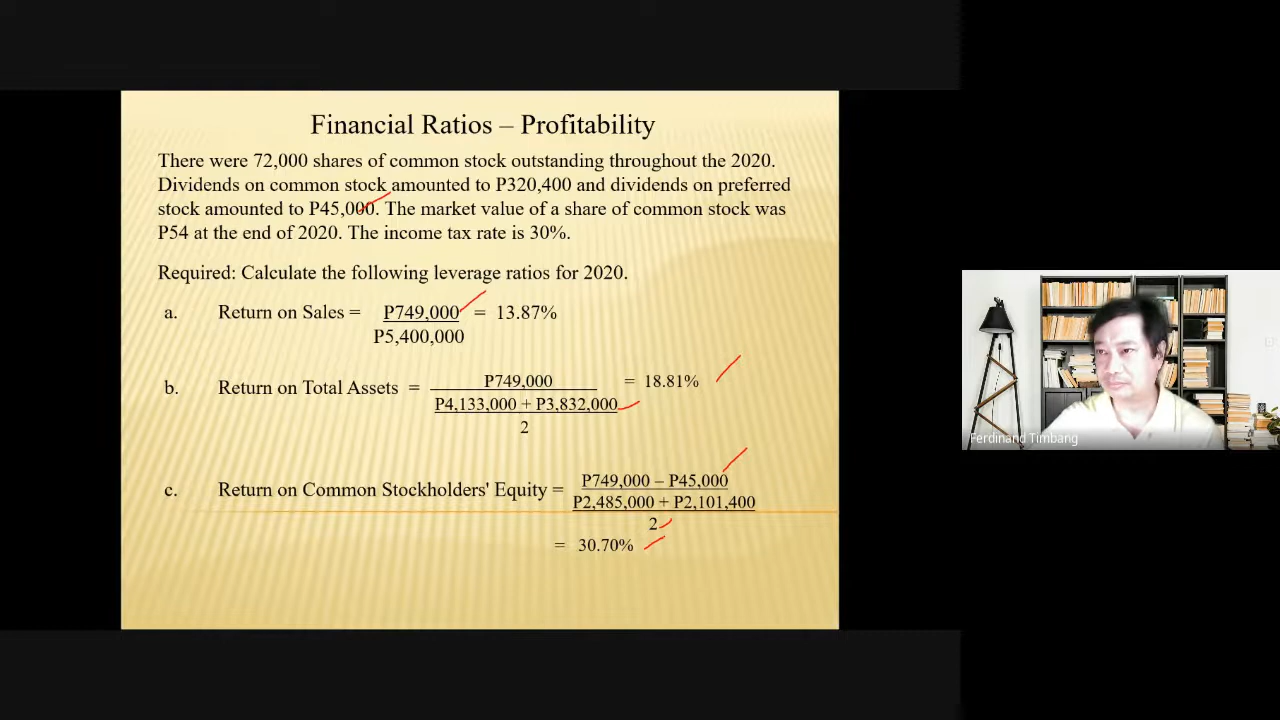 Financial Ratios – Profitability
There were 72,000 shares of common stock outstanding throughout the 2020.
Dividends on common stock amounted to P320,400 and dividends on preferred
stock amounted to P45,000. The market value of a share of common stock was
P54 at the end of 2020. The income tax rate is 30%.
Required: Calculate the following leverage ratios for 2020.
a. Return on Sales = P749,000 = 13.87%
P5,400,000
b. Return on Total Assets = P749,000 = 18.81%
P4,133,000 + P3,832,000
2
c. Return on Common Stockholders' Equity = P749,000 – P45,000
P2,485,000 + P2,101,400
2
= 30.70%
Ferdinand Timbang